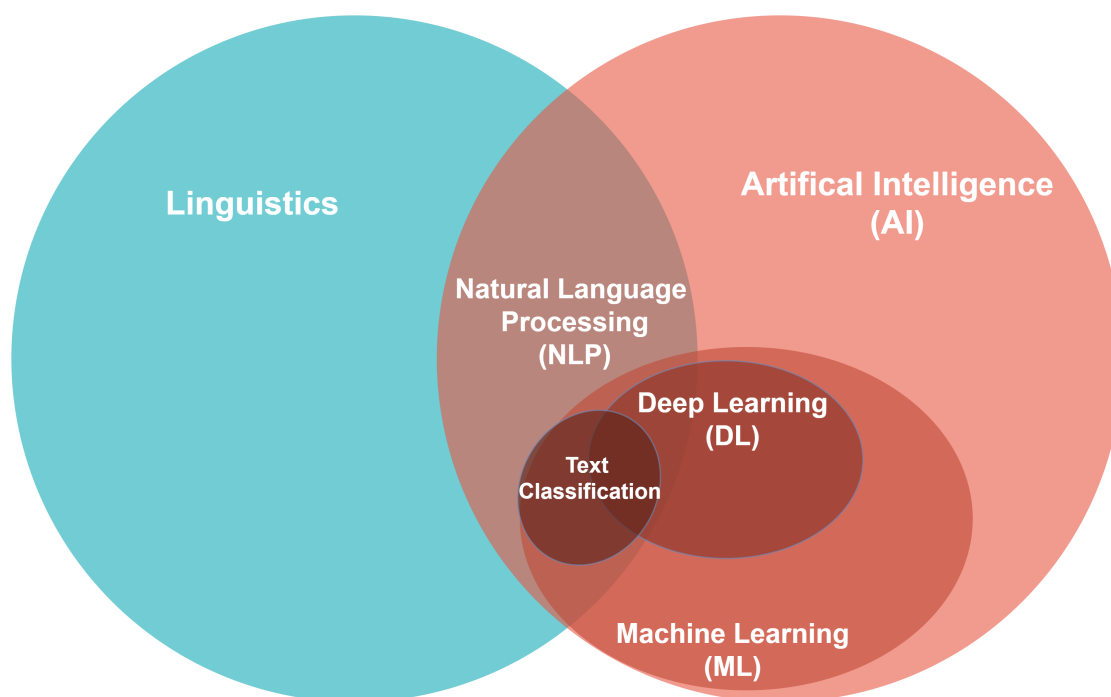 Linguistics
Artifical Intelligence
(AI)
Natural Language
Processing
(NLP)
Deep Learning
(DL)
Text
Classification
Machine Learning
(ML)